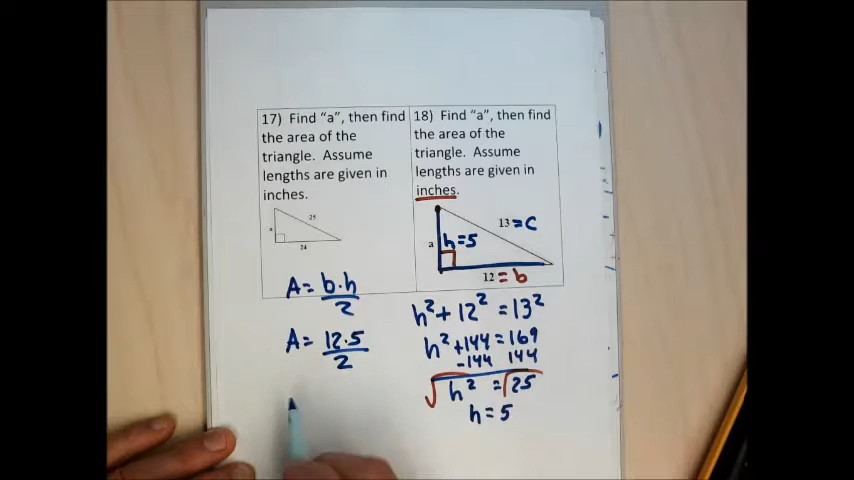 17) Find “a”, then find
the area of the
triangle. Assume
lengths are given in
inches.
a
25
24
18) Find “a”, then find
the area of the
triangle. Assume
lengths are given in
inches.
a
h=5
13=c
12=b
A= b·h/2
A= 12·5/2
h²+12²=13²
h²+144=169
-144 144
√h² =√25
h=5